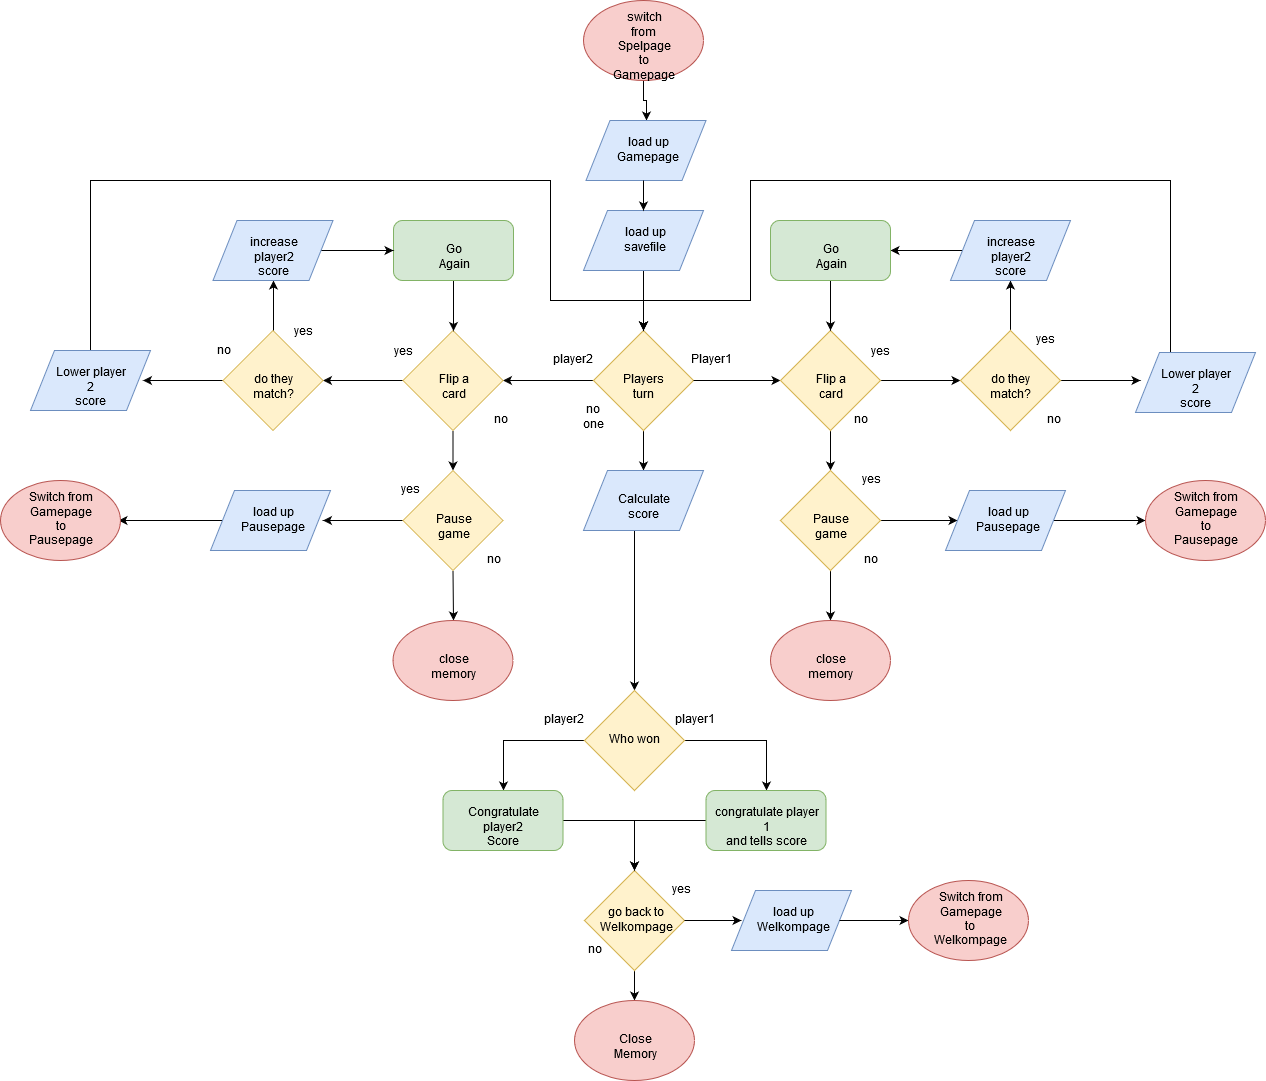 switch
from
Spelpage
to
Gamepage
load up
Gamepage
load up
savefile
increase
player2
score
Go
Again
Go
Again
increase
player2
score
no
yes
Lower player
2
score
do they
match?
yes
Flip a
card
no
player2
Players
turn
Player1
no
one
Flip a
card
yes
no
do they
match?
yes
no
Lower player
2
score
Switch from
Gamepage
to
Pausepage
load up
Pausepage
yes
Pause
game
no
Calculate
score
Pause
game
yes
no
load up
Pausepage
Switch from
Gamepage
to
Pausepage
close
memory
close
memory
player2
Who won
player1
Congratulate
player2
Score
congratulate player
1
and tells score
go back to
Welkompage
yes
no
load up
Welkompage
Switch from
Gamepage
to
Welkompage
Close
Memory